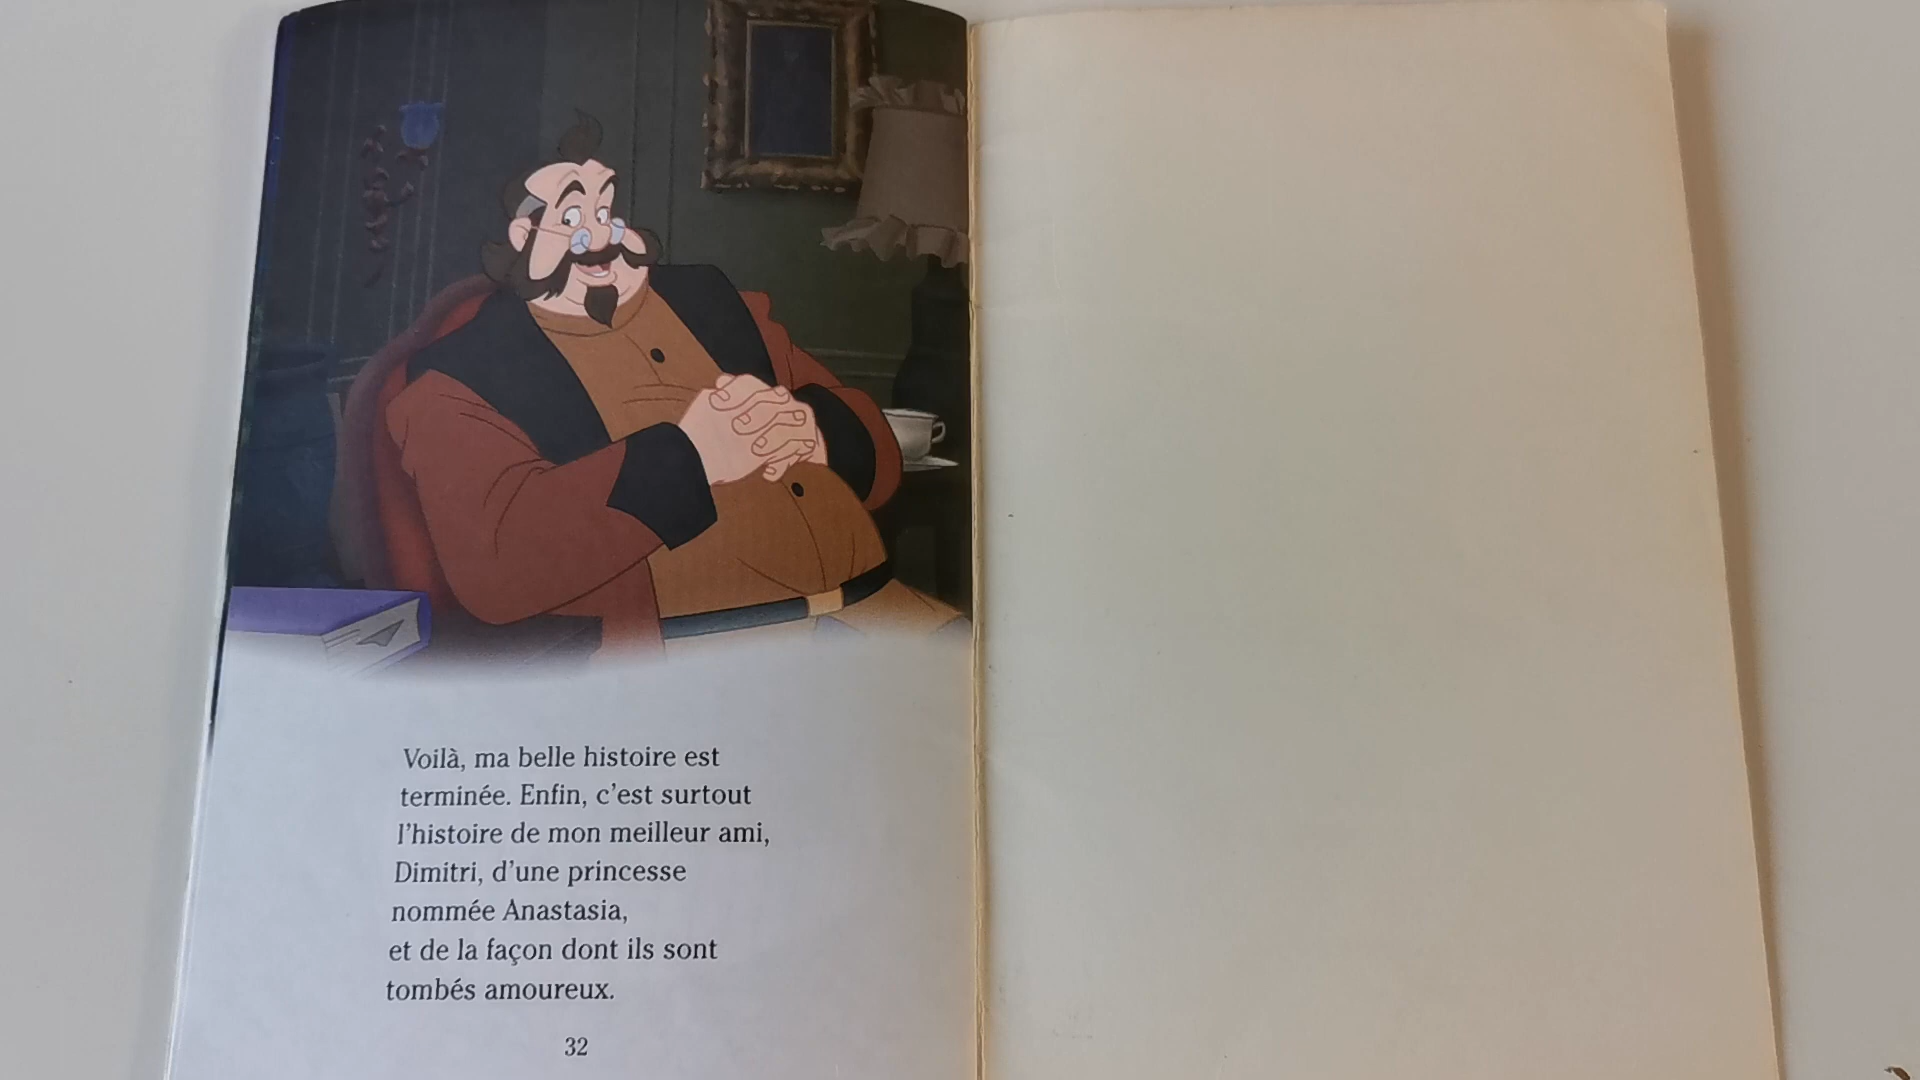 Voilà, ma belle histoire est
terminée. Enfin, c'est surtout
l'histoire de mon meilleur ami,
Dimitri, d'une princesse
nommée Anastasia,
et de la façon dont ils sont
tombés amoureux.
32